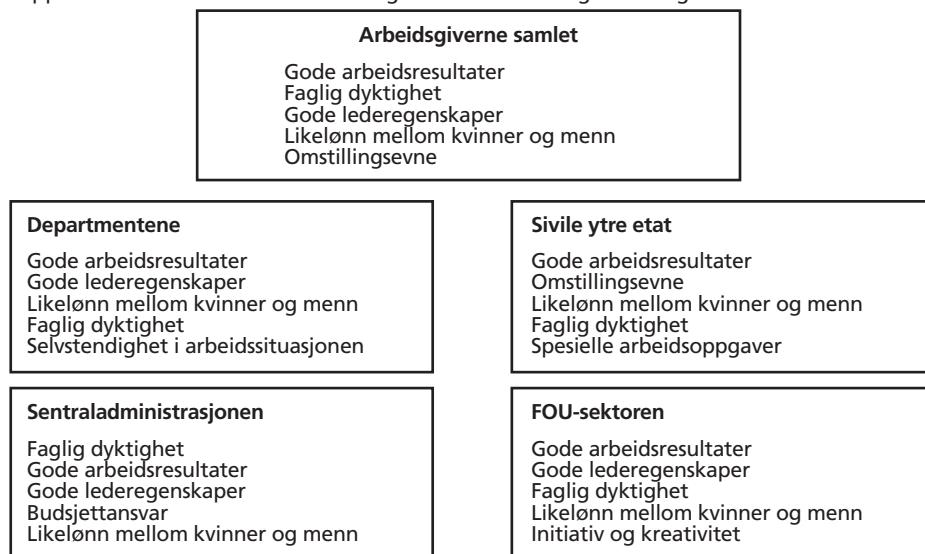 Arbeidsgiverne samlet
Gode arbeidsresultater
Faglig dyktighet
Gode lederegenskaper
Likelønn mellom kvinner og menn
Omstillingsevne
Departmentene
Gode arbeidsresultater
Gode lederegenskaper
Likelønn mellom kvinner og menn
Faglig dyktighet
Selvstendighet i arbeidssituasjonen
Sivile ytre etat
Gode arbeidsresultater
Omstillingsevne
Likelønn mellom kvinner og menn
Faglig dyktighet
Spesielle arbeidsoppgaver
Sentraladministrasjonen
Faglig dyktighet
Gode arbeidsresultater
Gode lederegenskaper
Budsjettansvar
Likelønn mellom kvinner og menn
FOU-sektoren
Gode arbeidsresultater
Gode lederegenskaper
Faglig dyktighet
Likelønn mellom kvinner og menn
Initiativ og kreativitet